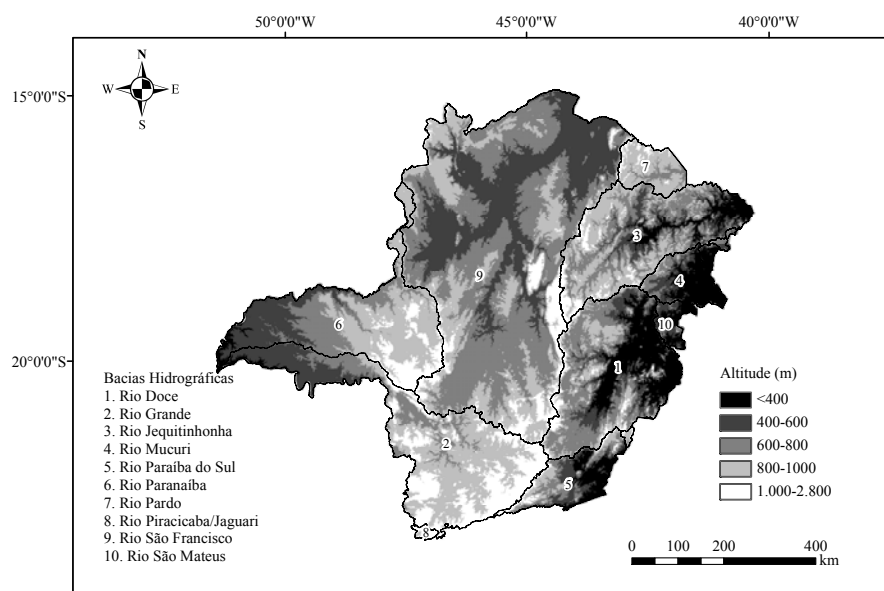 50°0'0"W 45°0'0"W 40°0'0"W
N
W E
S
15°0'0"S
20°0'0"S
7
3
9
4
6
10
1
2
5
8
Bacias Hidrográficas
1. Rio Doce
2. Rio Grande
3. Rio Jequitinhonha
4. Rio Mucuri
5. Rio Paraíba do Sul
6. Rio Paranaíba
7. Rio Pardo
8. Rio Piracicaba/Jaguari
9. Rio São Francisco
10. Rio São Mateus
Altitude (m)
<400
400-600
600-800
800-1000
1.000-2.800
0 100 200 400
km